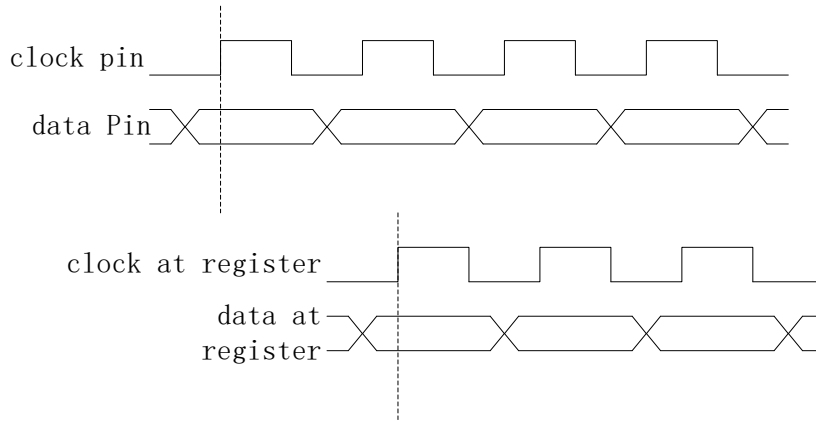 clock pin
data Pin
clock at register
data at
register